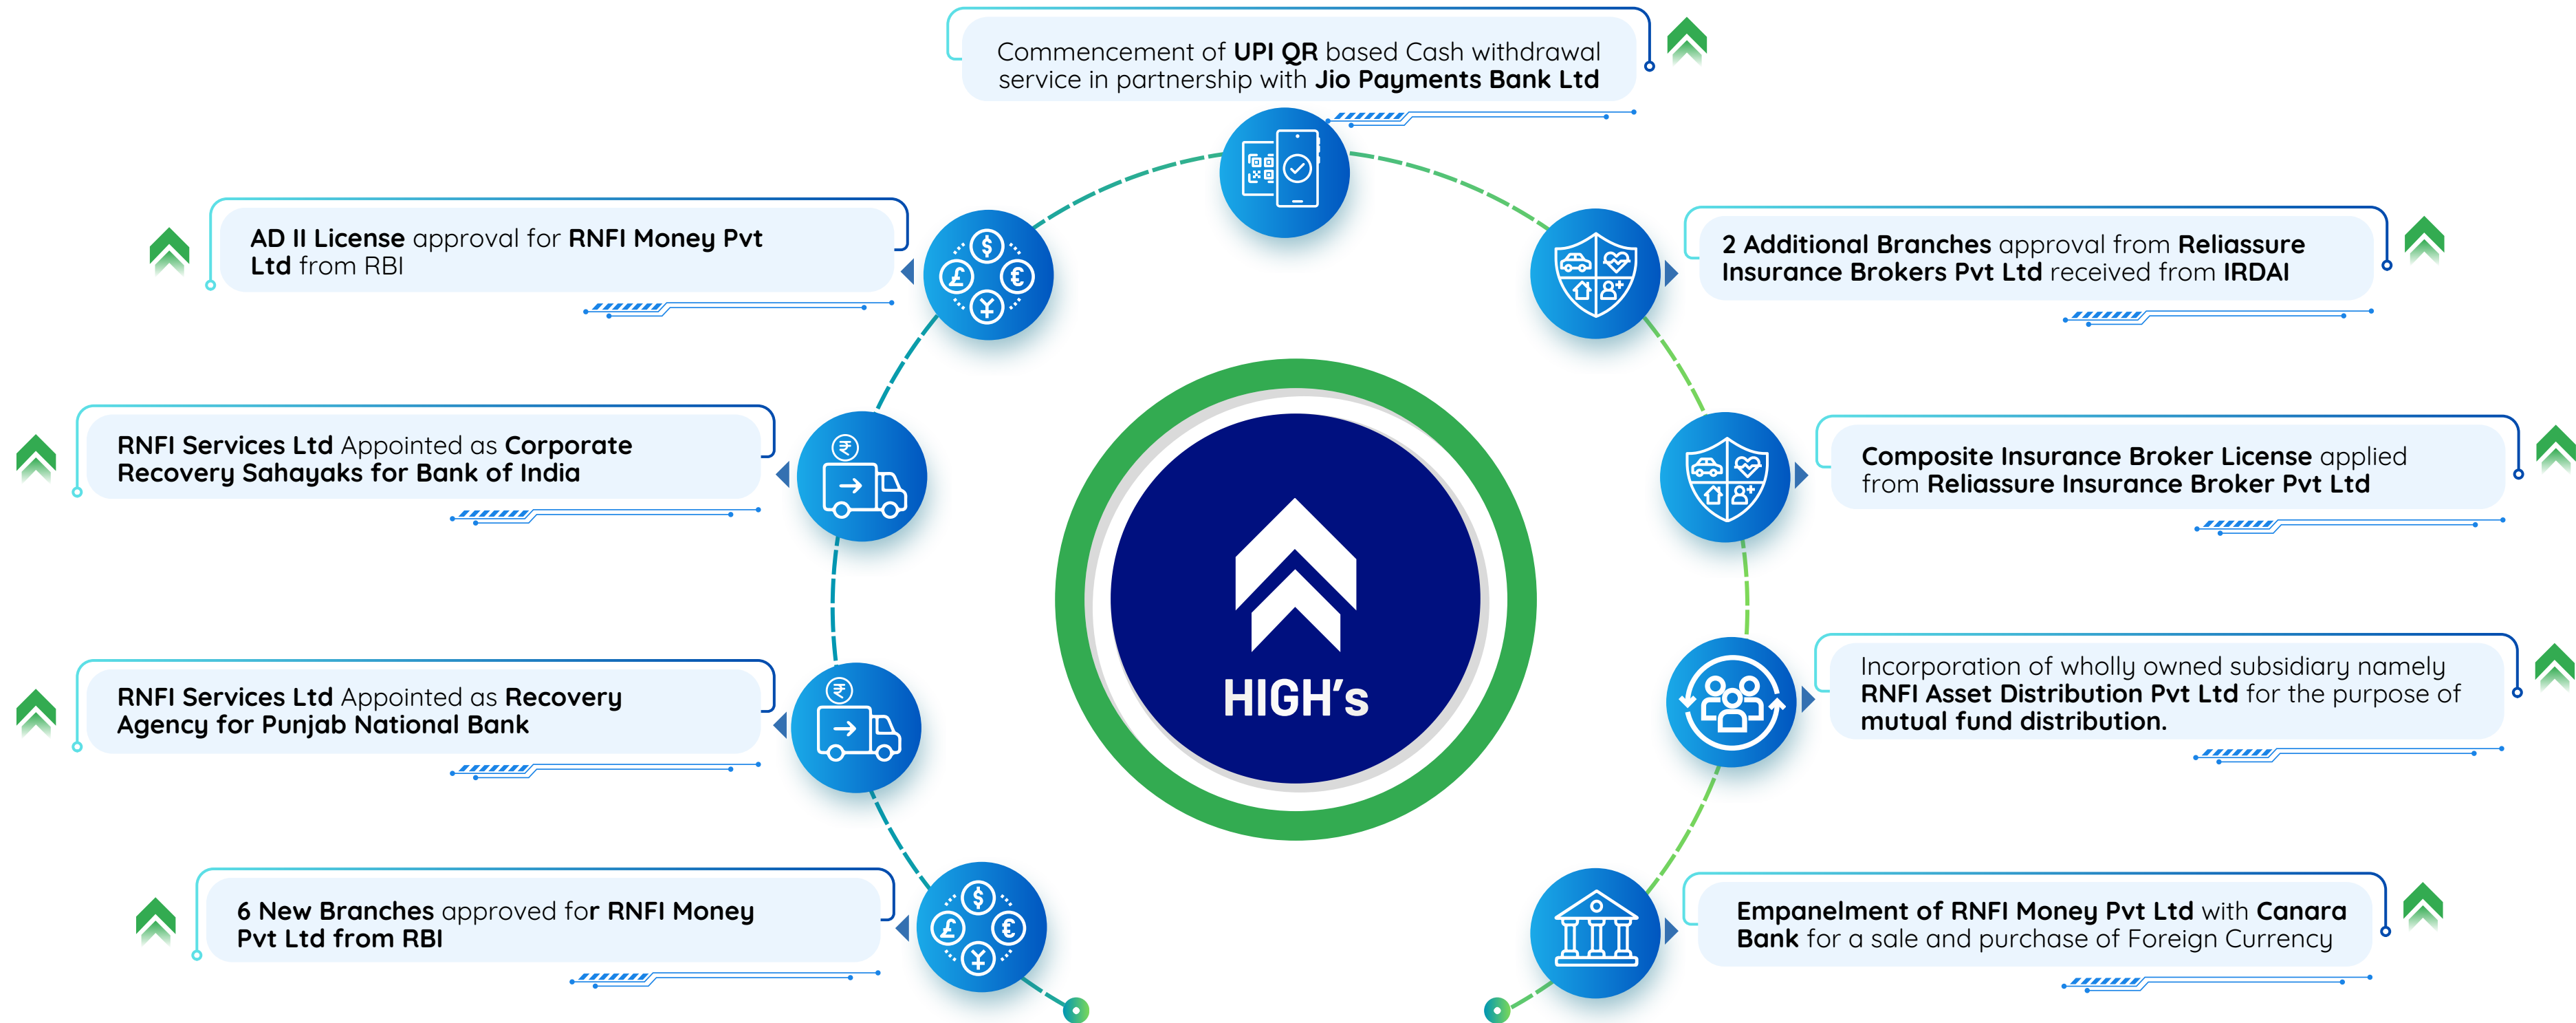 Commencement of UPI QR based Cash withdrawal
service in partnership with Jio Payments Bank Ltd
AD II License approval for RNFI Money Pvt
Ltd from RBI
2 Additional Branches approval from Reliassure
Insurance Brokers Pvt Ltd received from IRDAI
RNFI Services Ltd Appointed as Corporate
Recovery Sahayaks for Bank of India
Composite Insurance Broker License applied
from Reliassure Insurance Broker Pvt Ltd
RNFI Services Ltd Appointed as Recovery
Agency for Punjab National Bank
HIGH's
Incorporation of wholly owned subsidiary namely
RNFI Asset Distribution Pvt Ltd for the purpose of
mutual fund distribution.
6 New Branches approved for RNFI Money
Pvt Ltd from RBI
Empanelment of RNFI Money Pvt Ltd with Canara
Bank for a sale and purchase of Foreign Currency